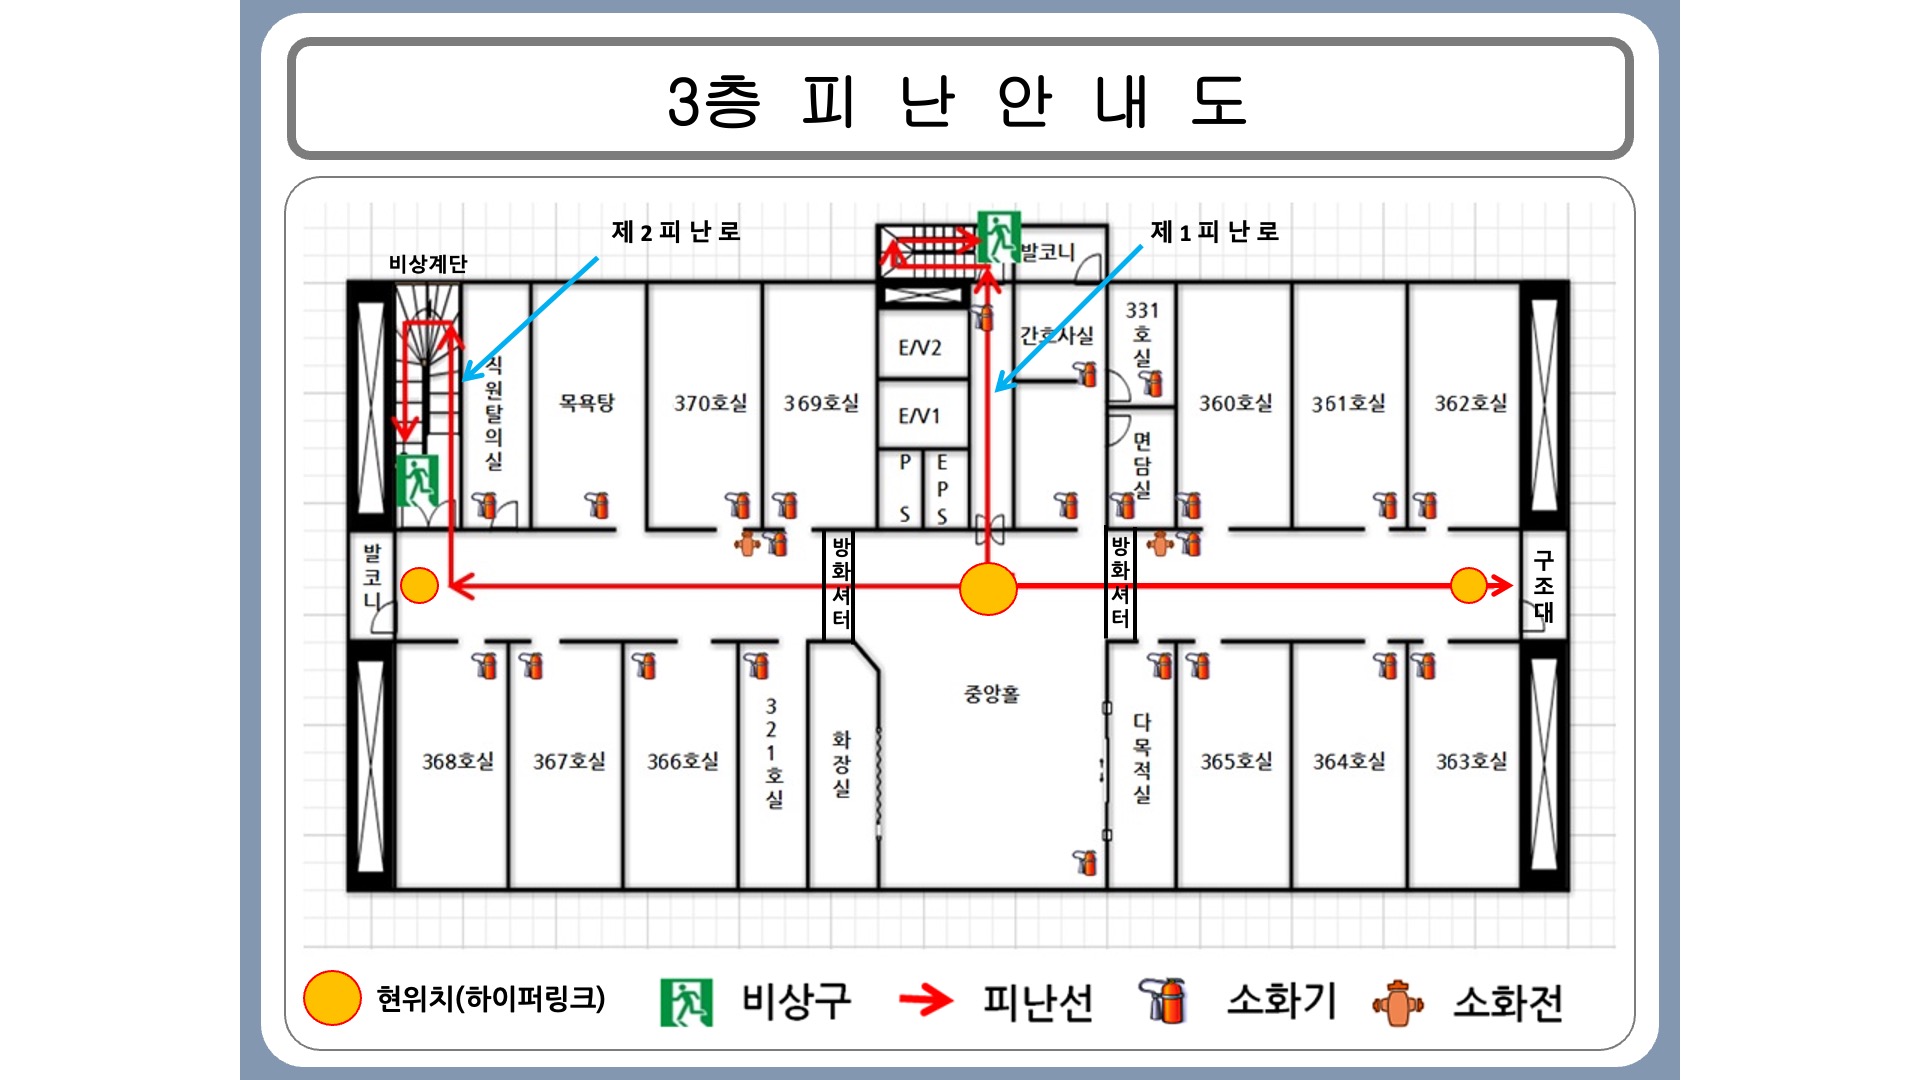 3층 피 난 안 내 도
제 2 피 난 로
제 1 피 난 로
비상계단
발코니
직원탈의실
목욕탕
370호실
369호실
E/V2
E/V1
P S
E P S
간호사실
331호실
면담실
360호실
361호실
362호실
발코니
방화셔터
방화셔터
구조대
중앙홀
368호실
367호실
366호실
321호실
화장실
다목적실
365호실
364호실
363호실
현위치(하이퍼링크)
비상구
피난선
소화기
소화전